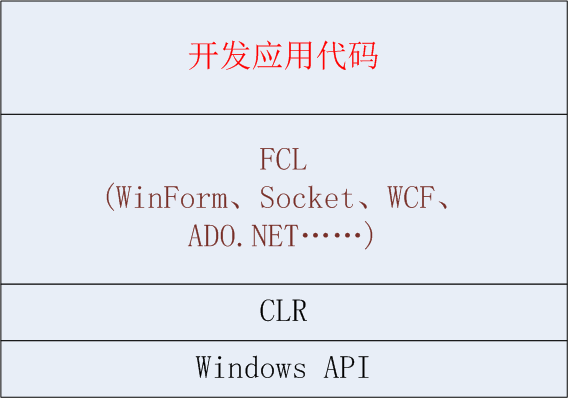 开发应用代码
FCL
(WinForm、Socket、WCF、
ADO.NET……)
CLR
Windows API